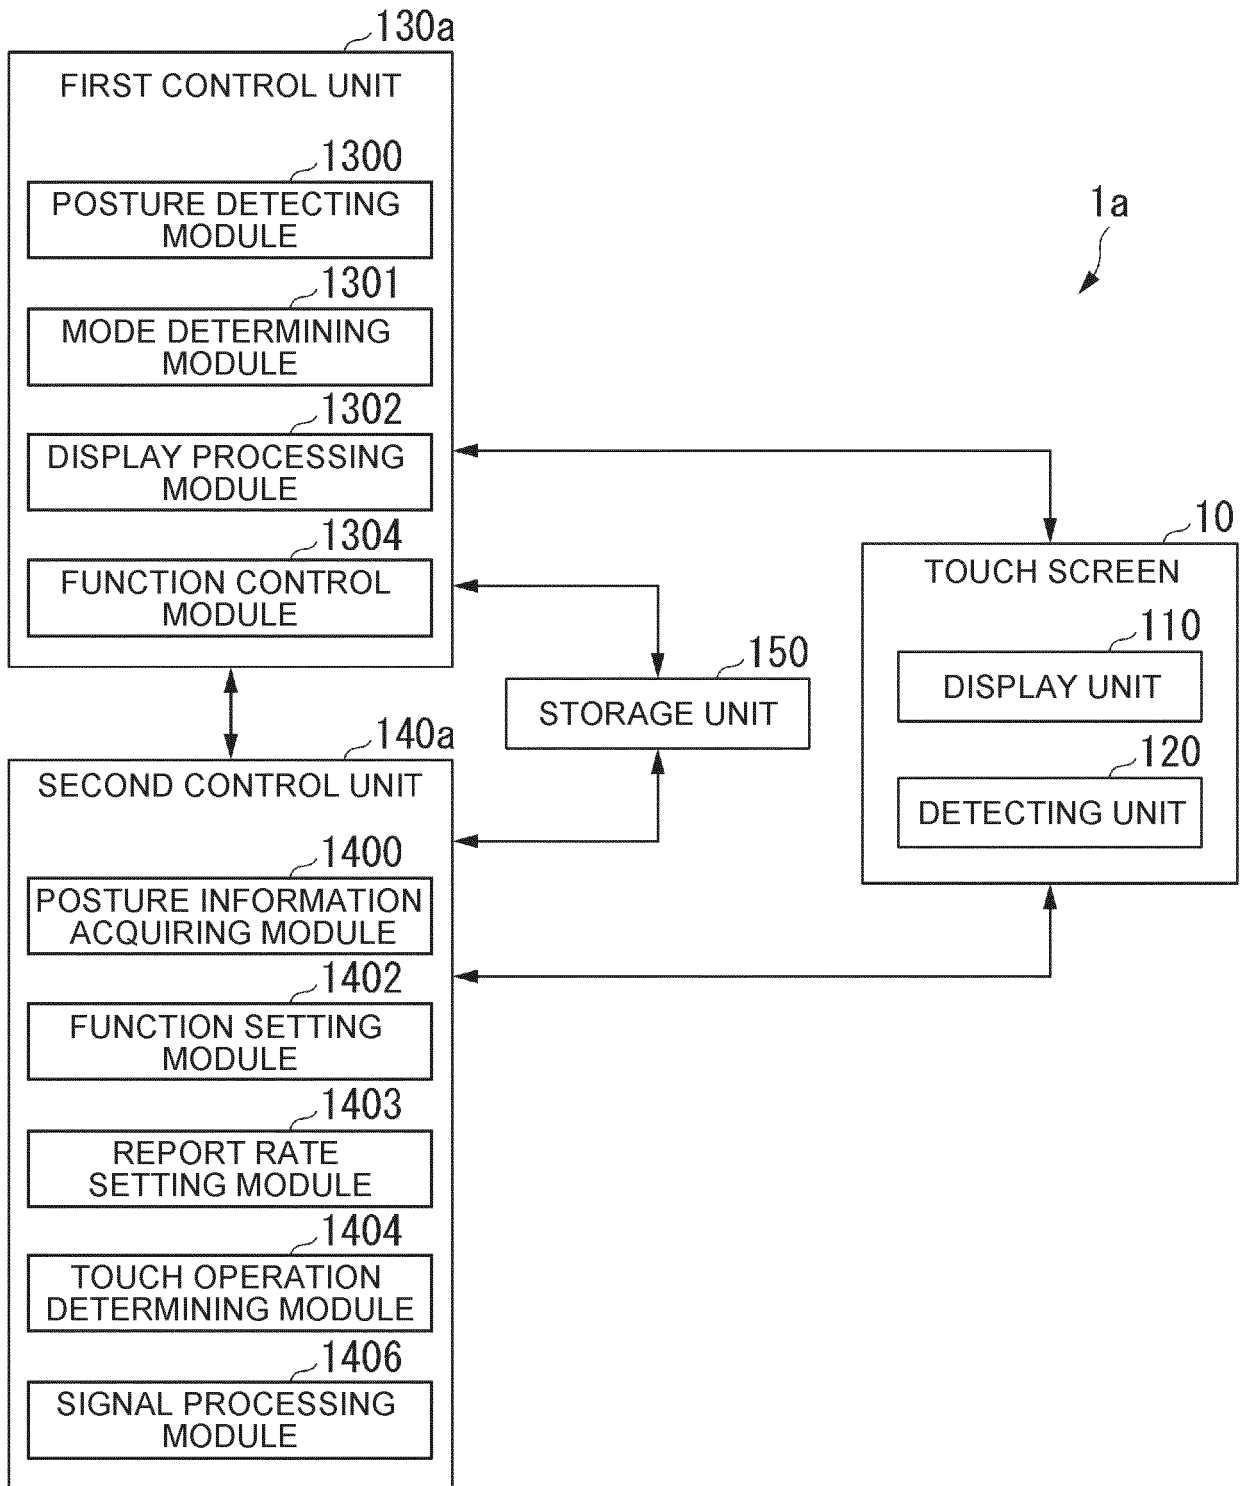 130a
FIRST CONTROL UNIT
1300
POSTURE DETECTING
MODULE
1301
MODE DETERMINING
MODULE
1302
DISPLAY PROCESSING
MODULE
1304
FUNCTION CONTROL
MODULE
1a
10
TOUCH SCREEN
110
DISPLAY UNIT
120
DETECTING UNIT
150
STORAGE UNIT
140a
SECOND CONTROL UNIT
1400
POSTURE INFORMATION
ACQUIRING MODULE
1402
FUNCTION SETTING
MODULE
1403
REPORT RATE
SETTING MODULE
1404
TOUCH OPERATION
DETERMINING MODULE
1406
SIGNAL PROCESSING
MODULE